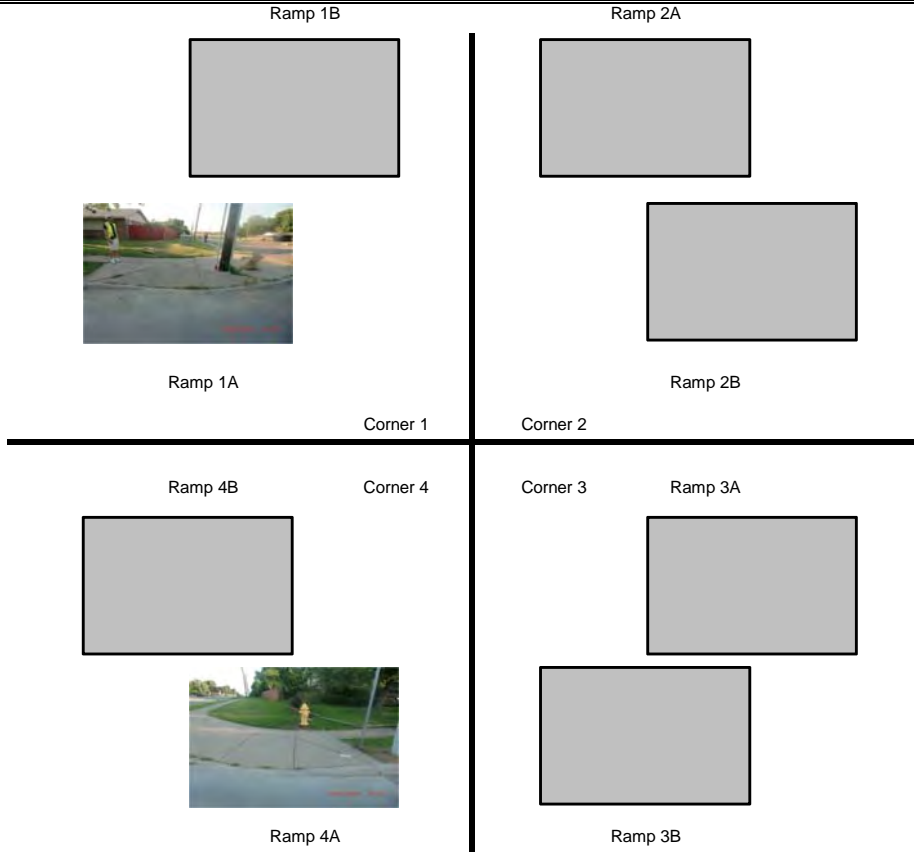 Ramp 1B Ramp 2A
Ramp 1A Ramp 2B
Corner 1 Corner 2
Ramp 4B Corner 4 Corner 3 Ramp 3A
Ramp 4A Ramp 3B